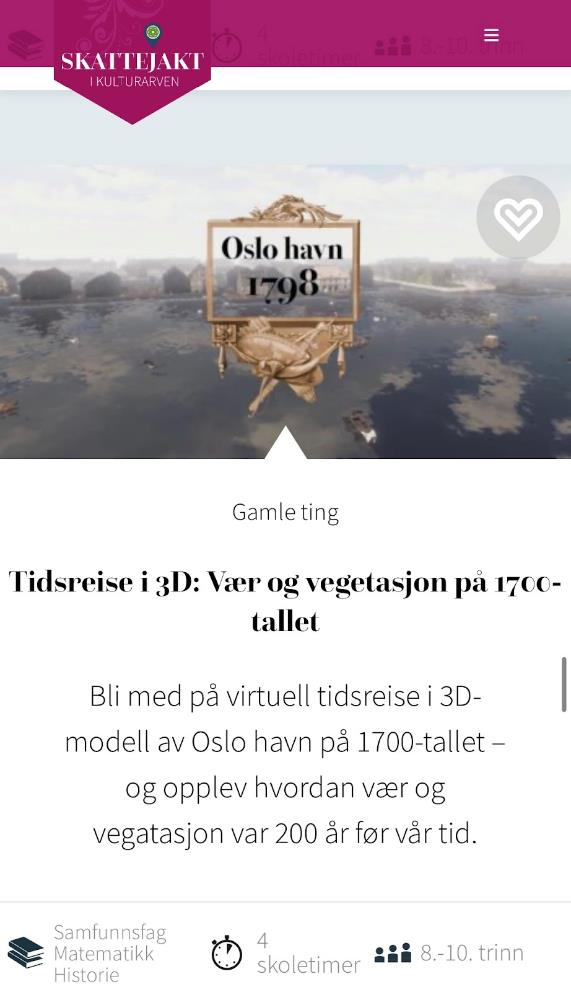 4
skoletimer
8.-10. trinn
SKATTEJAKT
I KULTURARVEN
Oslo havn
1798
Gamle ting
Tidsreise i 3D: Vær og vegetasjon på 1700-
tallet
Bli med på virtuell tidsreise i 3D-
modell av Oslo havn på 1700-tallet –
og opplev hvordan vær og
vegatasjon var 200 år før vår tid.
Samfunnsfag
Matematikk
Historie
4
skoletimer
8.-10. trinn